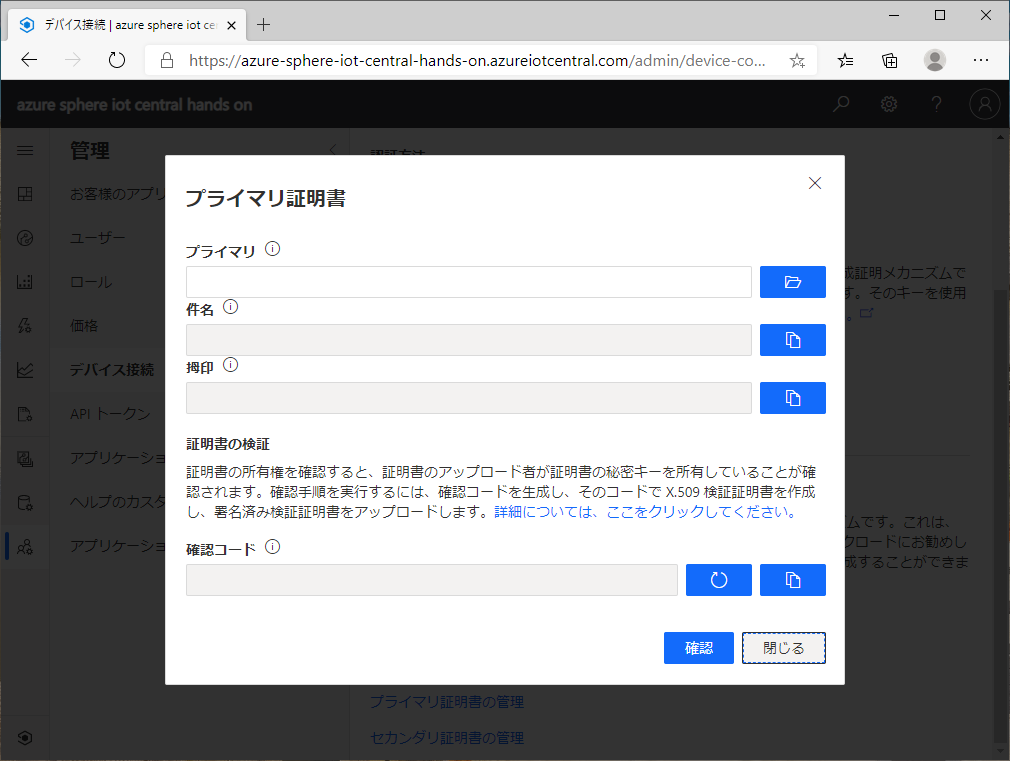 デバイス接続 | azure sphere iot ce
https://azure-sphere-iot-central-hands-on.azureiotcentral.com/admin/device-co...
azure sphere iot central hands on
管理
お客様のアプリ
ユーザー
ロール
価格
デバイス接続
API トークン
アプリケーショ
ヘルプのカスタ
アプリケーショ
認証方法
成証明メカニズムで
す。そのキーを使用
。
ムです。これは、
クロードにお勧めし
成することができま
プライマリ証明書の管理
セカンダリ証明書の管理
プライマリ証明書
プライマリ
件名
拇印
証明書の検証
証明書の所有権を確認すると、証明書のアップロード者が証明書の秘密キーを所有していることが確
認されます。確認手順を実行するには、確認コードを生成し、そのコードで X.509 検証証明書を作成
し、署名済み検証証明書をアップロードします。詳細については、ここをクリックしてください。
確認コード
確認
閉じる